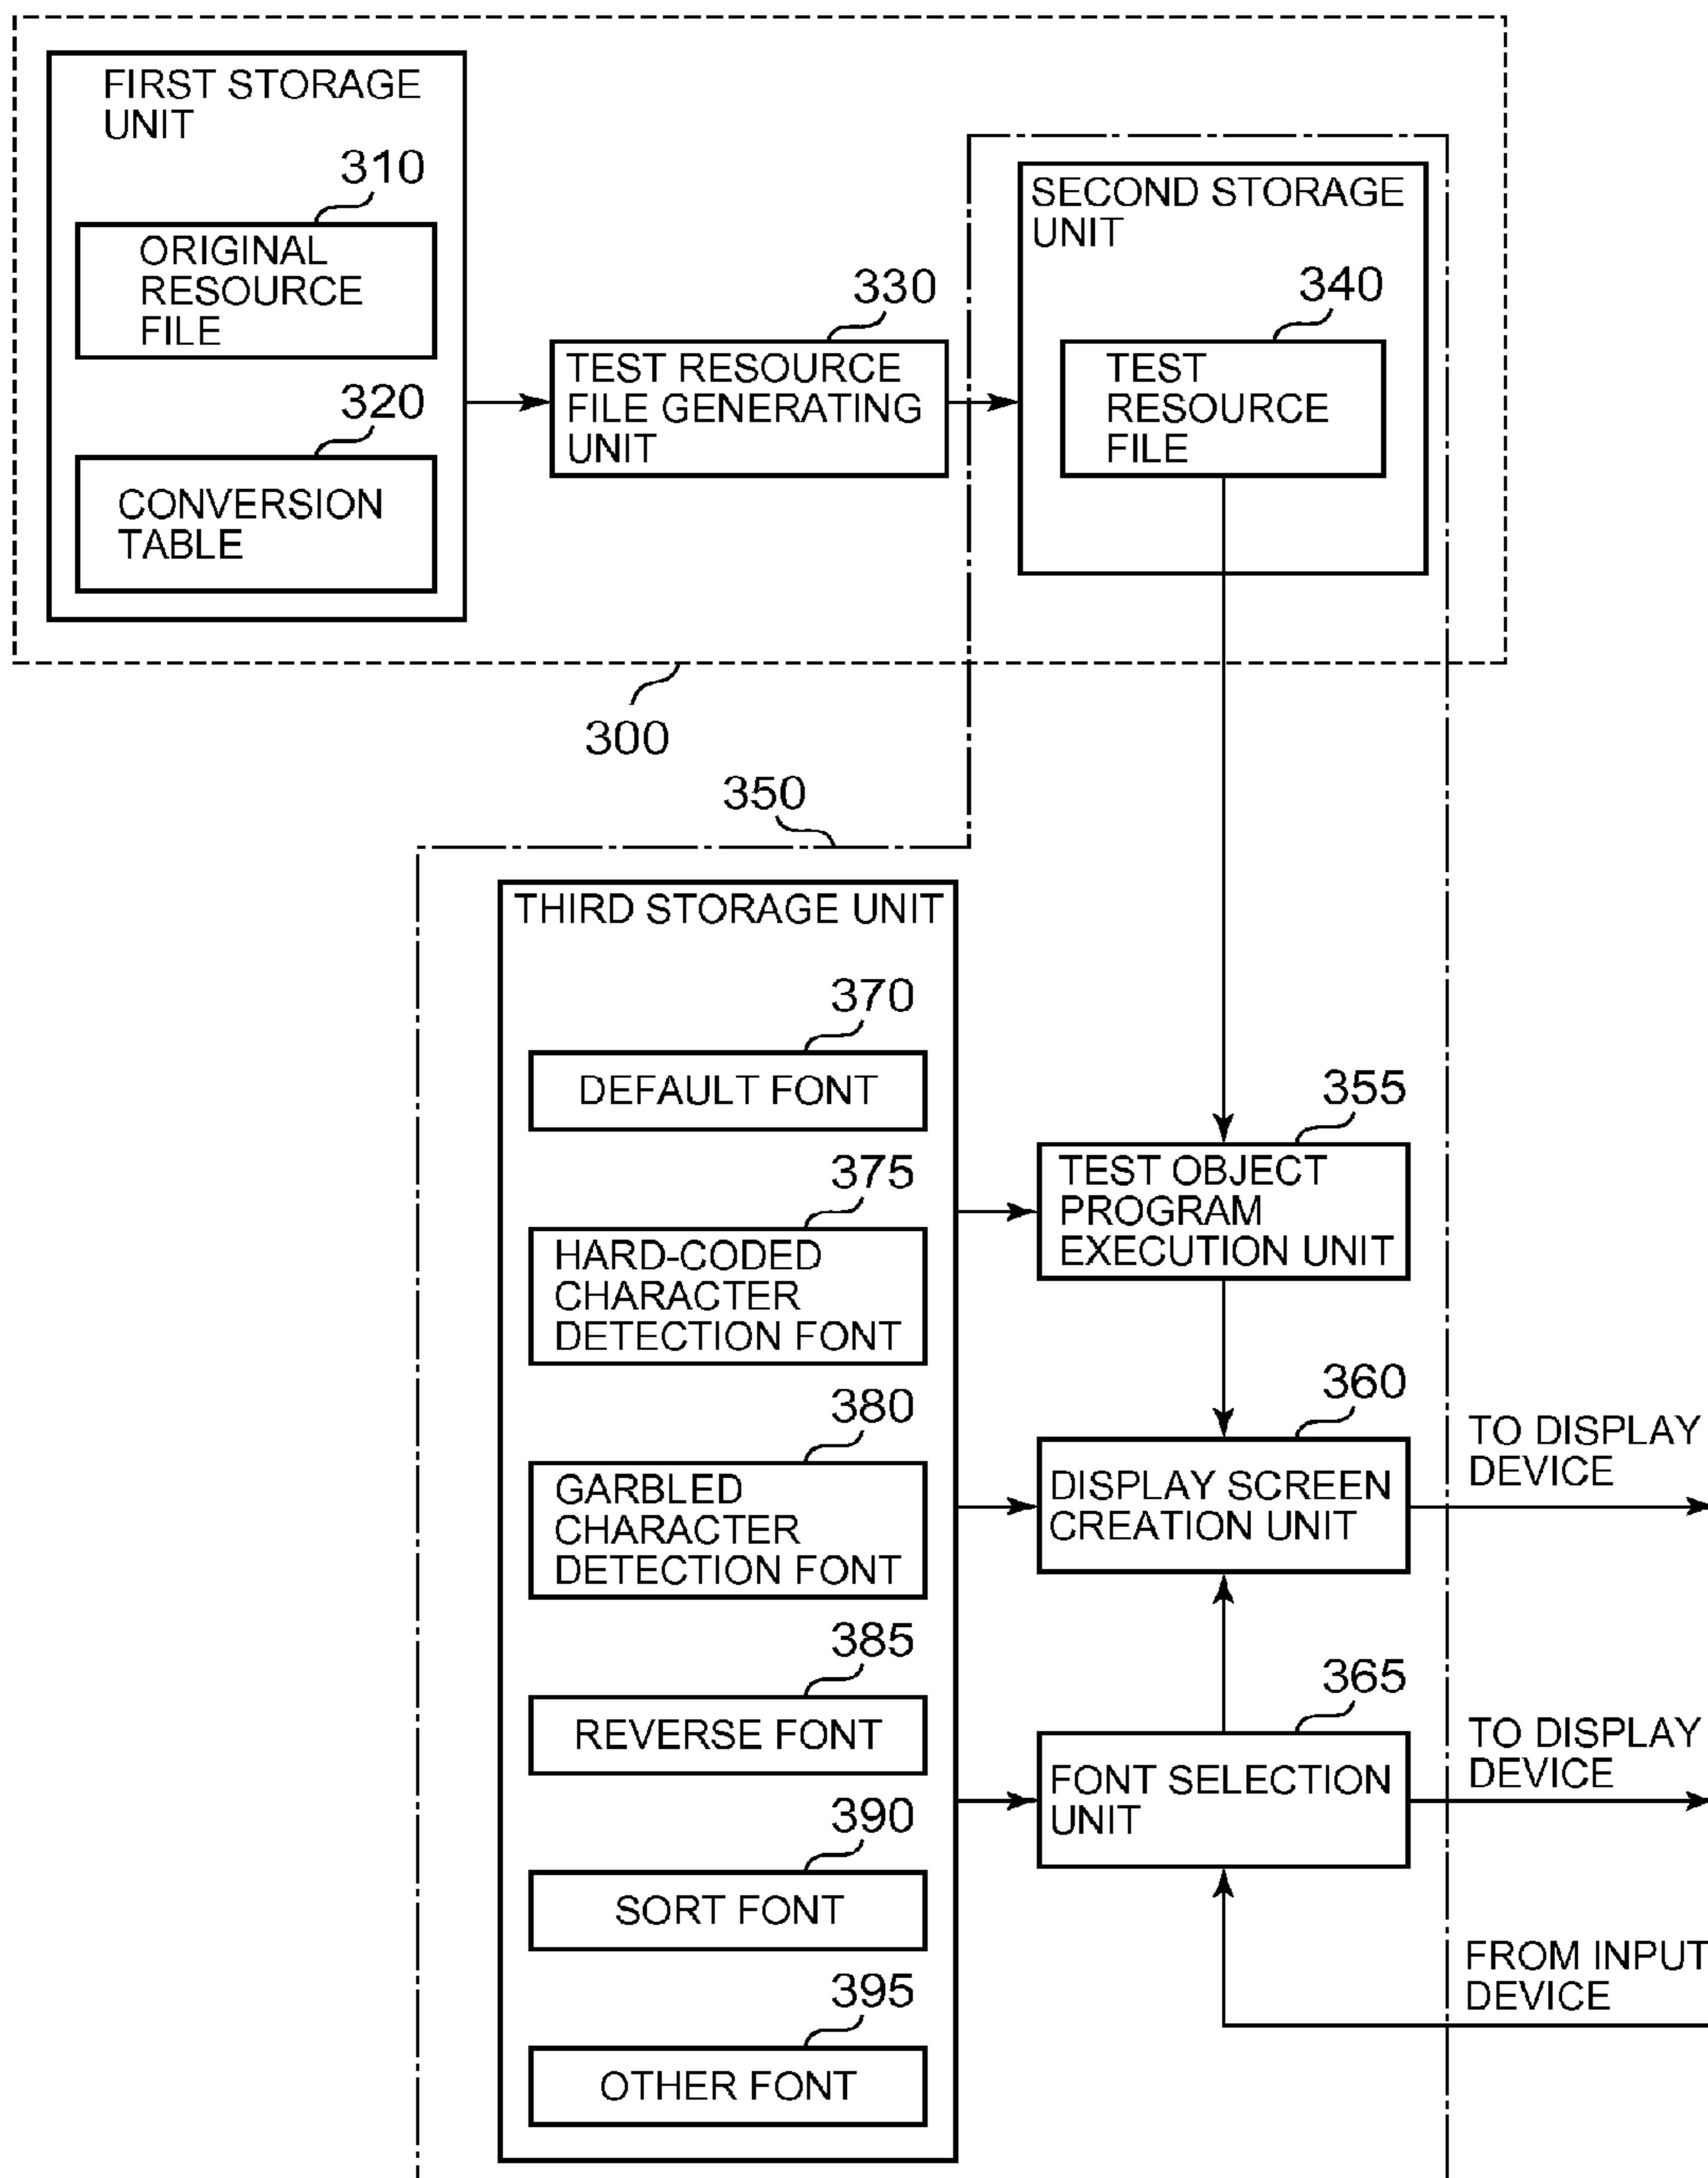 FIRST STORAGE
UNIT
310
ORIGINAL
RESOURCE
FILE
320
CONVERSION
TABLE
330
TEST RESOURCE
FILE GENERATING
UNIT
SECOND STORAGE
UNIT
340
TEST
RESOURCE
FILE
300
350
THIRD STORAGE UNIT
370
DEFAULT FONT
375
HARD-CODED
CHARACTER
DETECTION FONT
380
GARBLED
CHARACTER
DETECTION FONT
385
REVERSE FONT
390
SORT FONT
395
OTHER FONT
355
TEST OBJECT
PROGRAM
EXECUTION UNIT
360
DISPLAY SCREEN
CREATION UNIT
TO DISPLAY
DEVICE
365
FONT SELECTION
UNIT
TO DISPLAY
DEVICE
FROM INPUT
DEVICE